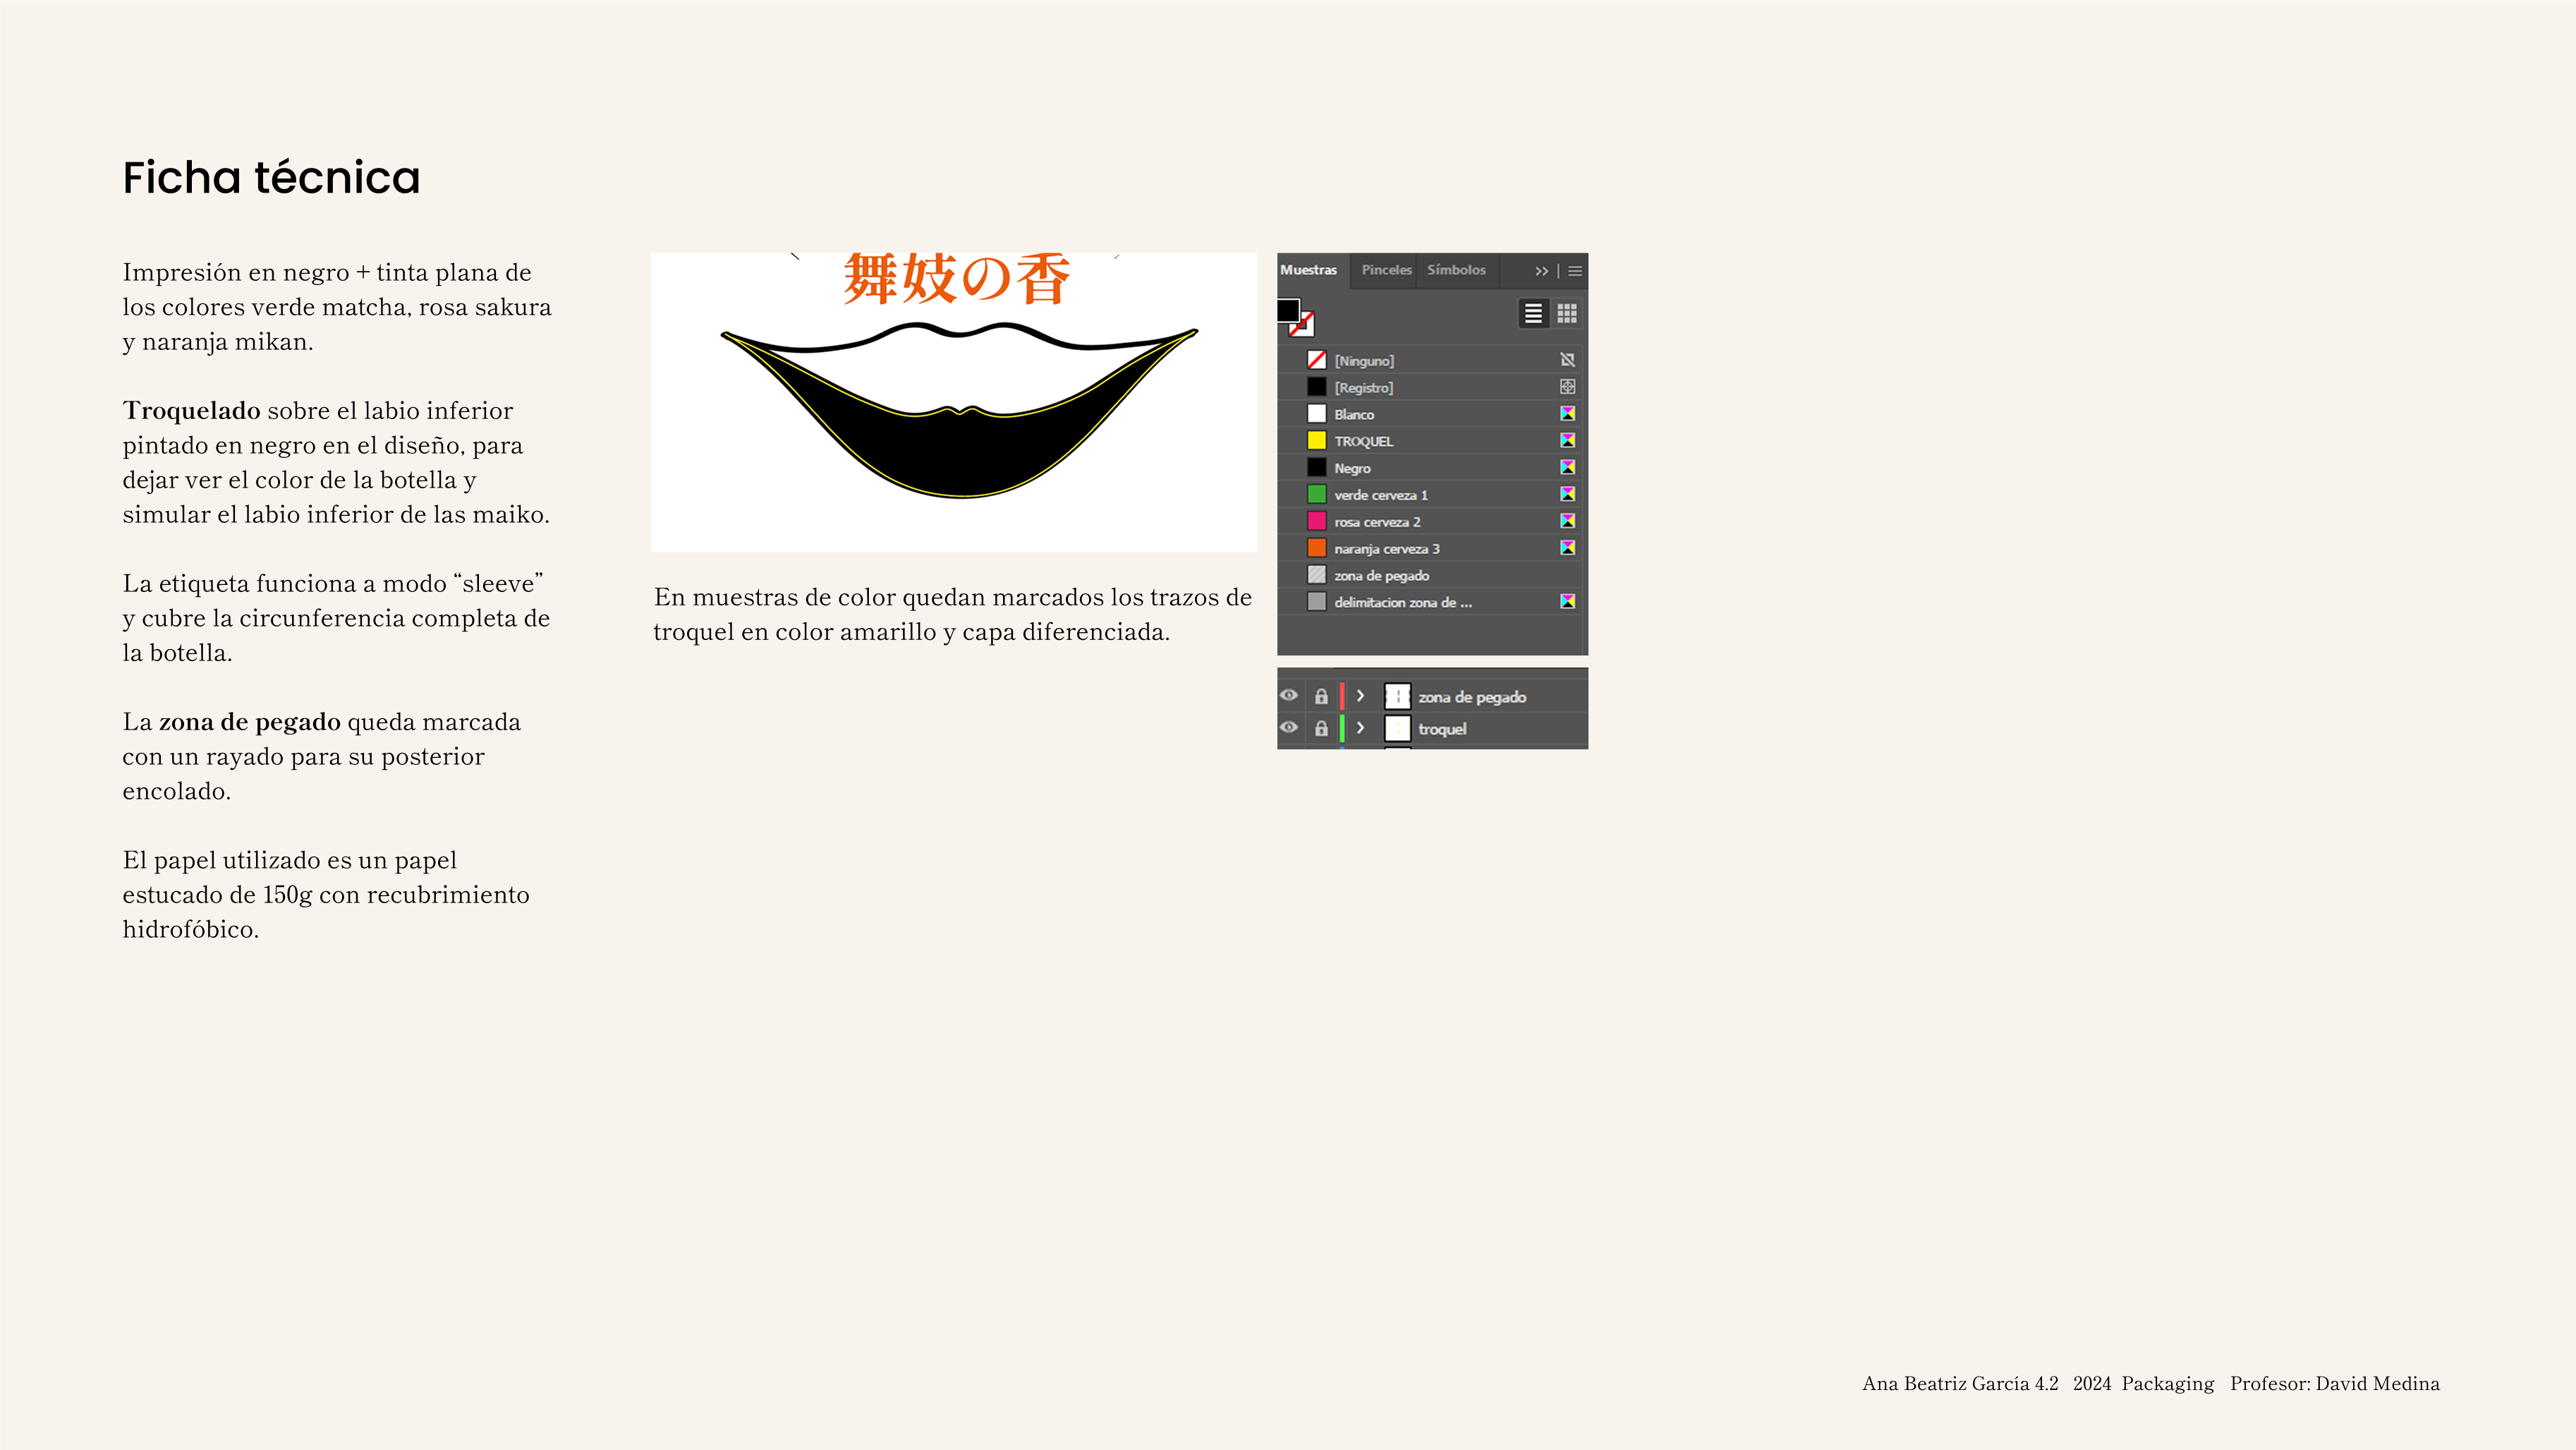 Ficha técnica
Impresión en negro + tinta plana de
los colores verde matcha, rosa sakura
y naranja mikan.
Troquelado sobre el labio inferior
pintado en negro en el diseño, para
dejar ver el color de la botella y
simular el labio inferior de las maiko.
La etiqueta funciona a modo “sleeve”
y cubre la circunferencia completa de
la botella.
La zona de pegado queda marcada
con un rayado para su posterior
encolado.
El papel utilizado es un papel
estucado de 150g con recubrimiento
hidrofóbico.
舞妓の香
En muestras de color quedan marcados los trazos de
troquel en color amarillo y capa diferenciada.
Muestras Pinceles Símbolos
[Ninguno]
[Registro]
Blanco
TROQUEL
Negro
verde cerveza 1
rosa cerveza 2
naranja cerveza 3
zona de pegado
delimitacion zona de ...
zona de pegado
troquel
Ana Beatriz García 4.2 2024 Packaging Profesor: David Medina